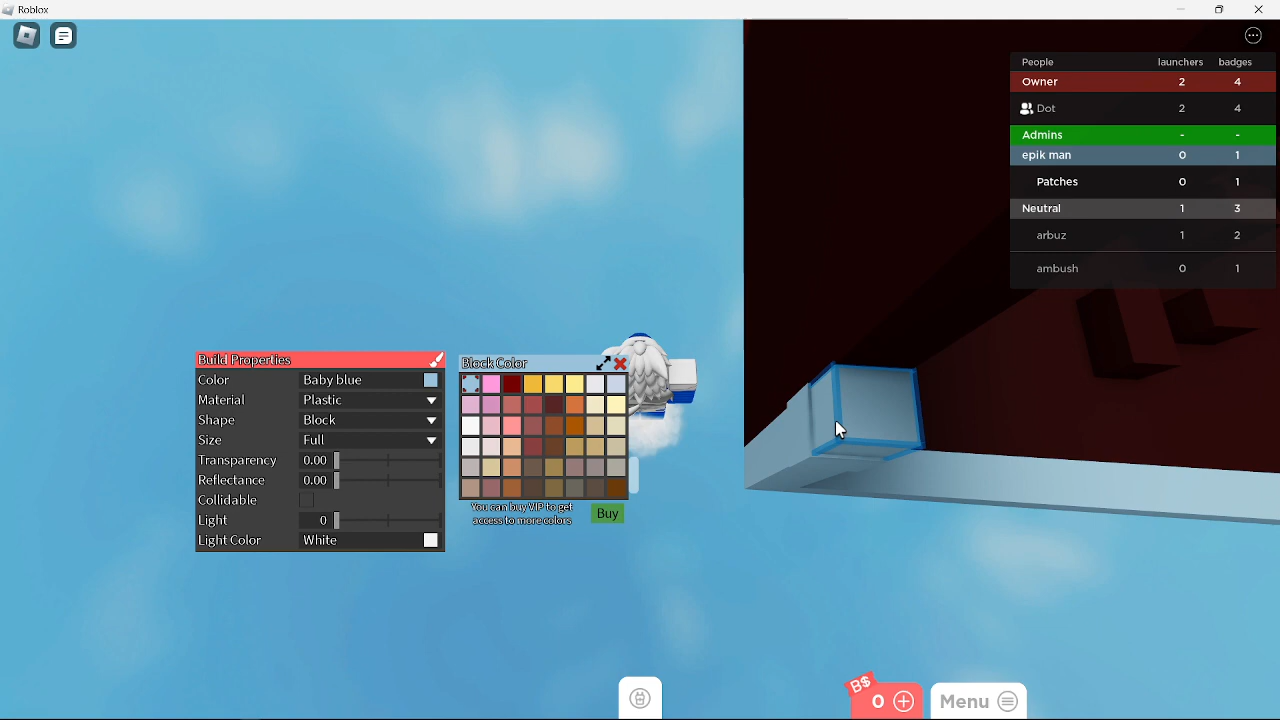 Roblox
People launchers badges
Owner 2 4
Dot 2 4
Admins - -
epik man 0 1
Patches 0 1
Neutral 1 3
arbuz 1 2
ambush 0 1
Build Properties
Color Baby blue
Material Plastic
Shape Block
Size Full
Transparency 0.00
Reflectance 0.00
Collidable
Light 0
Light Color White
Block Color
You can buy VIP to get
access to more colors
Buy
B$
0
Menu